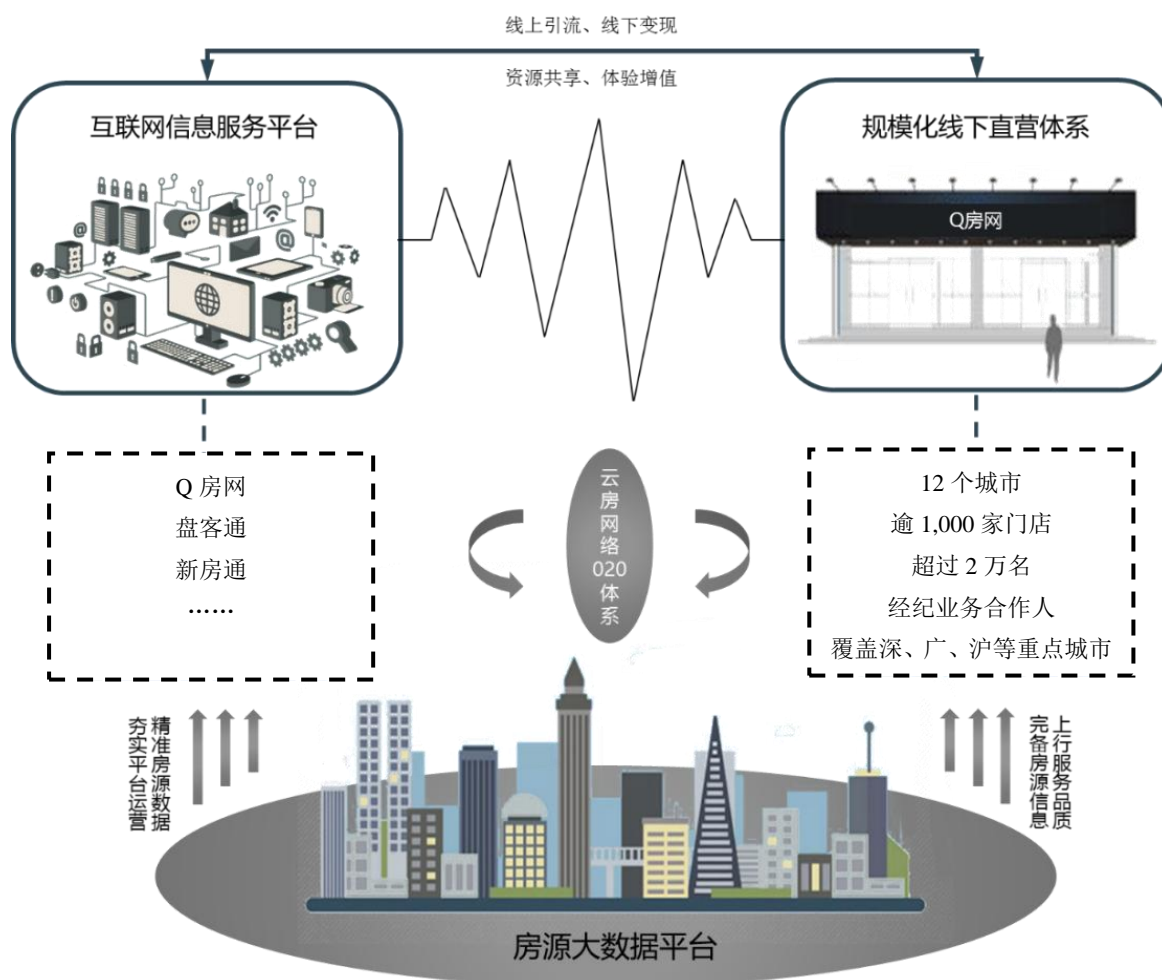 线上引流、线下变现
资源共享、体验增值
互联网信息服务平台
规模化线下直营体系
Q房网
Q 房网
盘客通
新房通
……
云房网络020体系
12 个城市
逾 1,000 家门店
超过 2 万名
经纪业务合作人
覆盖深、广、沪等重点城市
精准房源数据
夯实平台运营
上行服务品质
完备房源信息
房源大数据平台